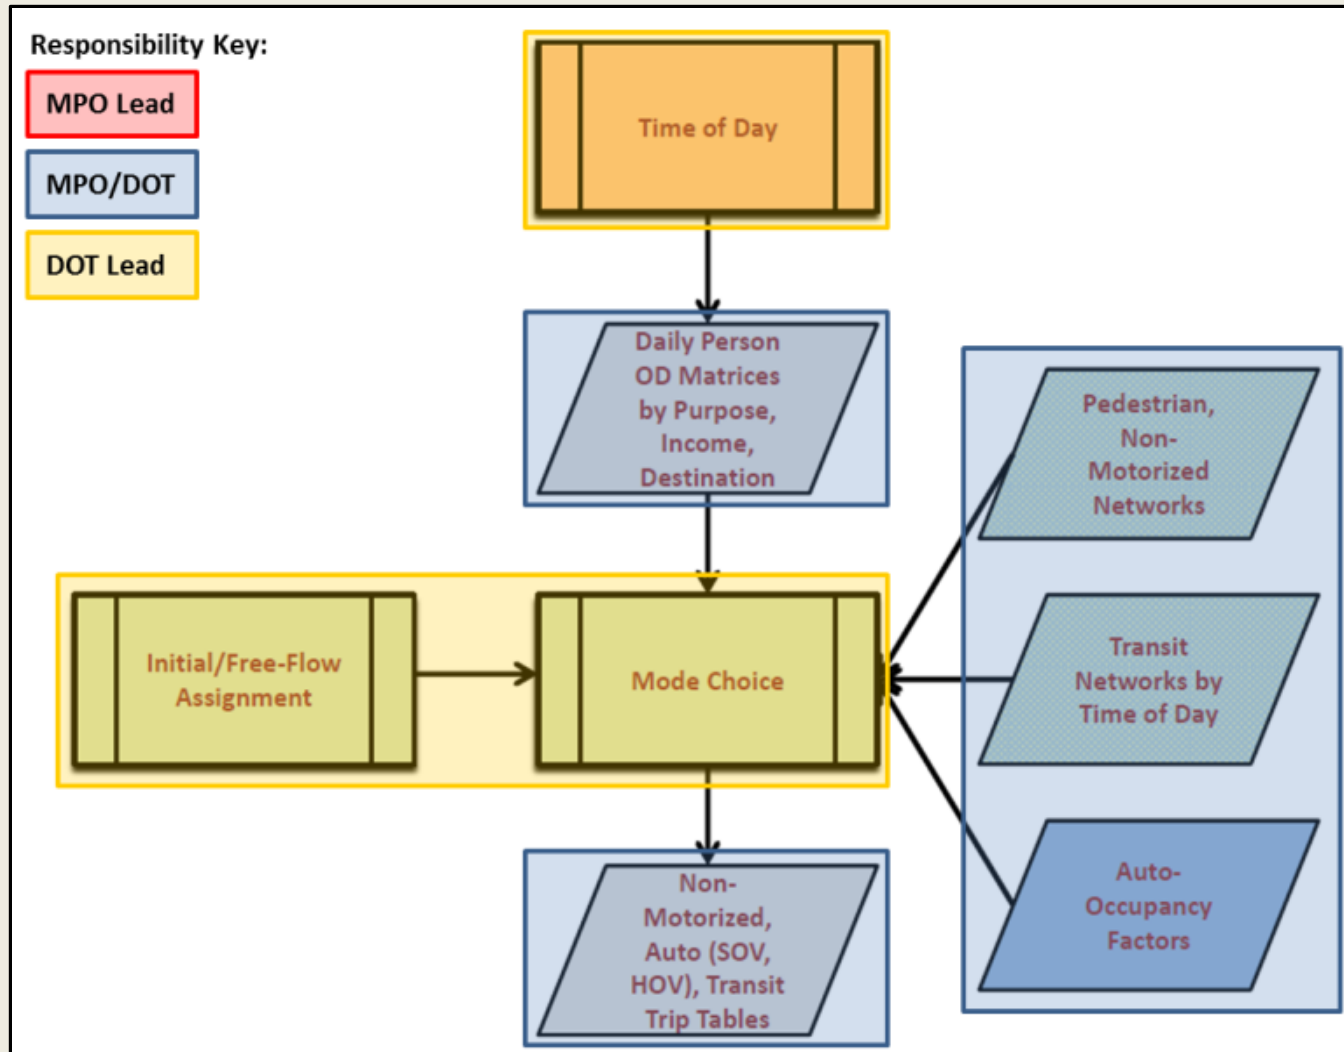 Responsibility Key:
MPO Lead
MPO/DOT
DOT Lead
Time of Day
Daily Person
OD Matrices
by Purpose,
Income,
Destination
Pedestrian,
Non-
Motorized
Networks
Initial/Free-Flow
Assignment
Mode Choice
Transit
Networks by
Time of Day
Non-
Motorized,
Auto (SOV,
HOV), Transit
Trip Tables
Auto-
Occupancy
Factors